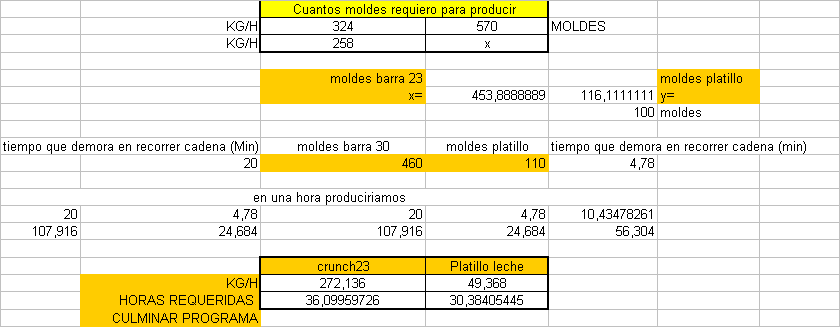 Cuantos moldes requiero para producir
KG/H 324 570 MOLDES
KG/H 258 x
moldes barra 23 moldes platillo
x= 453,8888889 116,1111111 y=
100 moldes
tiempo que demora en recorrer cadena (Min) moldes barra 30 moldes platillo tiempo que demora en recorrer cadena (min)
20 460 110 4,78
en una hora produciriamos
20 4,78 20 4,78 10,43478261
107,916 24,684 107,916 24,684 56,304
crunch23 Platillo leche
KG/H 272,136 49,368
HORAS REQUERIDAS 36,09959726 30,38405445
CULMINAR PROGRAMA